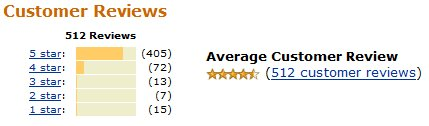 Customer Reviews
512 Reviews
5 star: (405)
4 star: (72)
3 star: (13)
2 star: (7)
1 star: (15)
Average Customer Review
(512 customer reviews)